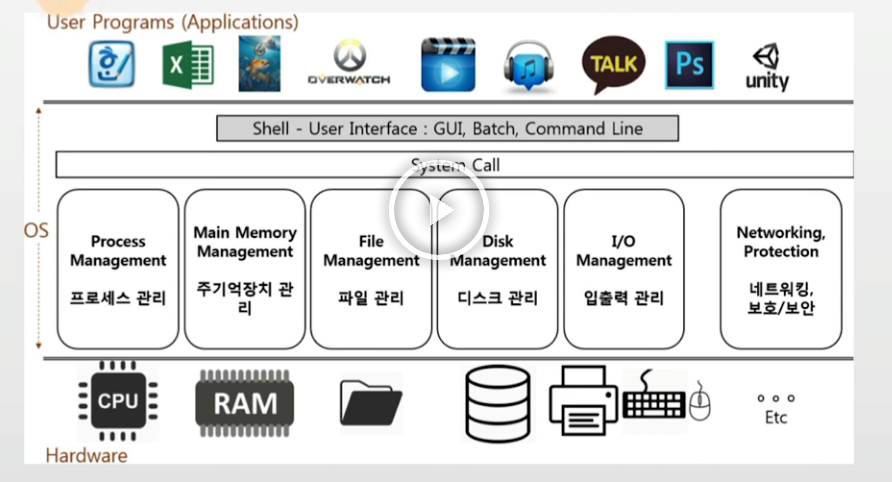 User Programs (Applications)
한
X
OVERWATCH
TALK
Ps
unity
Shell - User Interface : GUI, Batch, Command Line
System Call
OS
Process
Management
프로세스 관리
Main Memory
Management
주기억장치 관
리
File
Management
파일 관리
Disk
Management
디스크 관리
I/O
Management
입출력 관리
Networking,
Protection
네트워킹,
보호/보안
CPU
RAM
Etc
Hardware